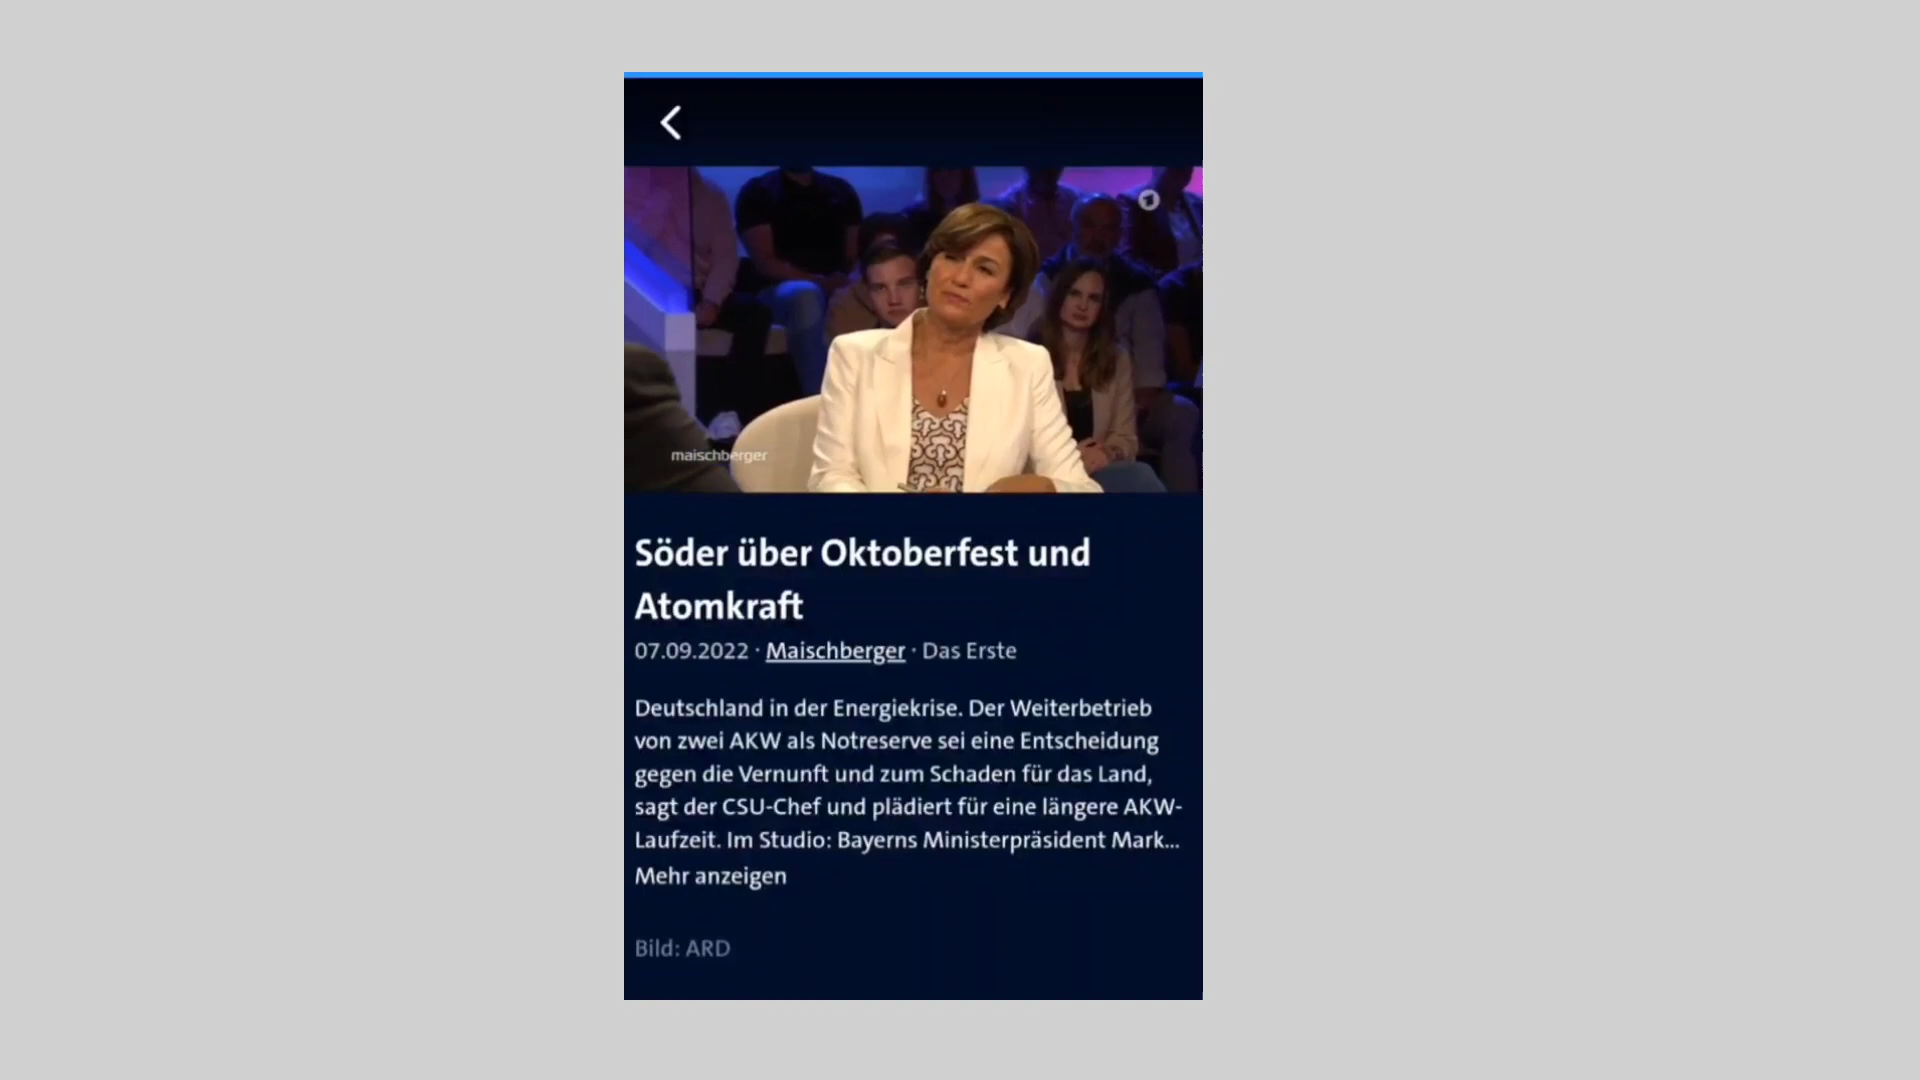 maischberger
Söder über Oktoberfest und
Atomkraft
07.09.2022 · Maischberger · Das Erste
Deutschland in der Energiekrise. Der Weiterbetrieb
von zwei AKW als Notreserve sei eine Entscheidung
gegen die Vernunft und zum Schaden für das Land,
sagt der CSU-Chef und plädiert für eine längere AKW-
Laufzeit. Im Studio: Bayerns Ministerpräsident Mark...
Mehr anzeigen
Bild: ARD